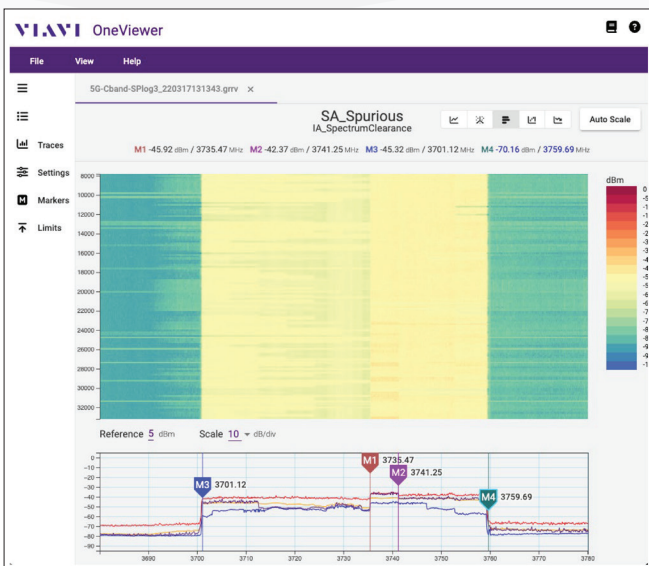 VIAVI OneViewer
File View Help
5G-Cband-SPlog3_220317131343.grrv ×
SA_Spurious
IA_SpectrumClearance
Auto Scale
M1 -45.92 dBm / 3735.47 MHz M2 -42.37 dBm / 3741.25 MHz M3 -45.32 dBm / 3701.12 MHz M4 -70.16 dBm / 3759.69 MHz
Traces
Settings
M Markers
Limits
8000
10000
12000
14000
16000
18000
20000
22000
24000
26000
28000
30000
32000
dBm
0
Reference 5 dBm Scale 10 dB/div
0
-10
-20
-30
-40
-50
-60
-70
-80
-90
M1 3735.47
M2 3741.25
M3 3701.12
M4 3759.69
3690 3700 3710 3720 3730 3740 3750 3760 3770 3780